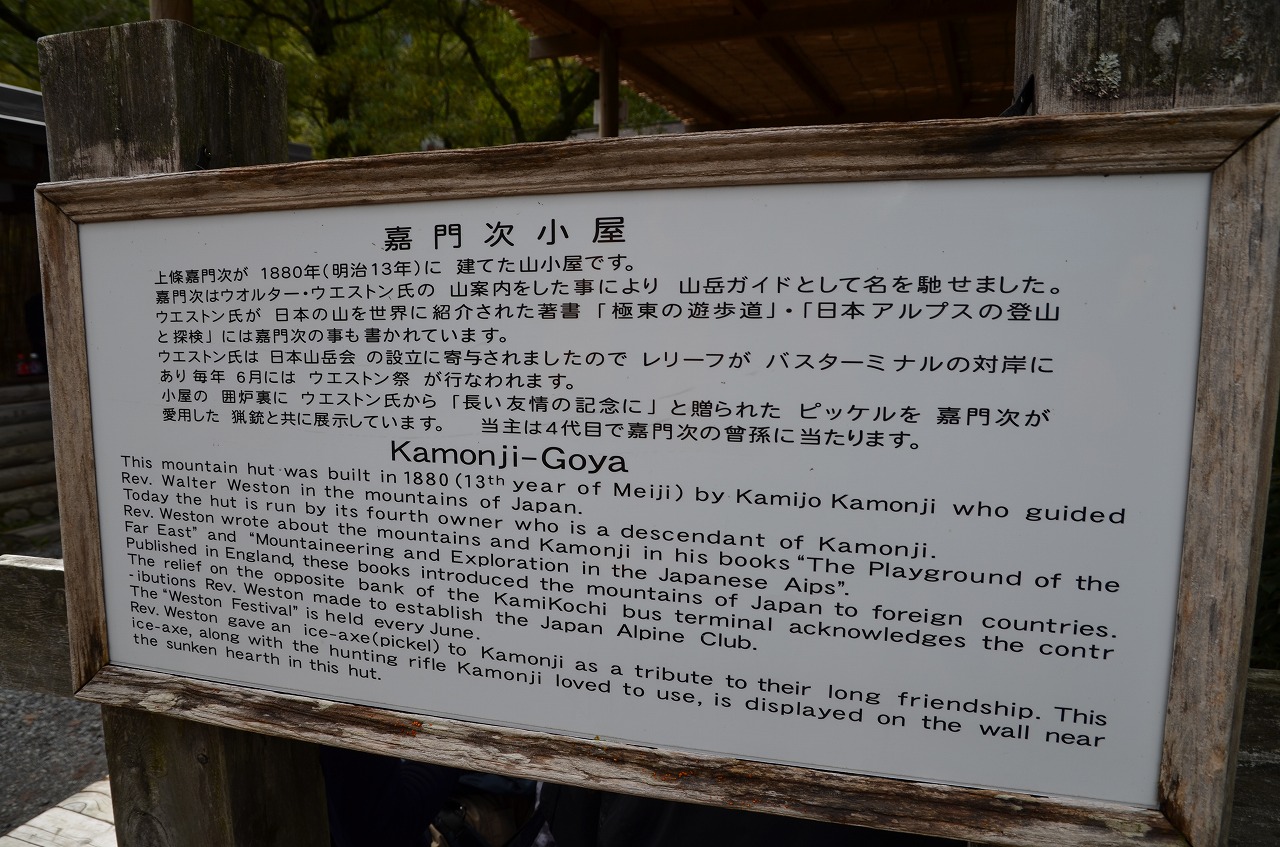 嘉門次小屋
上條嘉門次が 1880年(明治13年)に 建てた山小屋です。
嘉門次はウオルター・ウエストン氏の 山案内をした事により 山岳ガイドとして名を馳せました。
ウエストン氏が 日本の山を世界に紹介された著書 「極東の遊歩道」・「日本アルプスの登山
と探検」には嘉門次の事も書かれています。
ウエストン氏は 日本山岳会 の設立に寄与されましたので レリーフが バスターミナルの対岸に
あり毎年 6月には ウエストン祭 が行なわれます。
小屋の 囲炉裏に ウエストン氏から 「長い友情の記念に」と贈られた ピッケルを 嘉門次が
愛用した 猟銃と共に展示しています。 当主は4代目で嘉門次の曾孫に当たります。
Kamonji-Goya
This mountain hut was built in 1880 (13th year of Meiji) by Kamijo Kamonji who guided
Rev. Walter Weston in the mountains of Japan.
Today the hut is run by its fourth owner who is a descendant of Kamonji.
Rev. Weston wrote about the mountains and Kamonji in his books "The Playground of the
Far East" and "Mountaineering and Exploration in the Japanese Aips".
Published in England, these books introduced the mountains of Japan to foreign countries.
The relief on the opposite bank of the KamiKochi bus terminal acknowledges the contr
-ibutions Rev. Weston made to establish the Japan Alpine Club.
The "Weston Festival" is held every June.
Rev. Weston gave an ice-axe(pickel) to Kamonji as a tribute to their long friendship. This
ice-axe, along with the hunting rifle Kamonji loved to use, is displayed on the wall near
the sunken hearth in this hut.